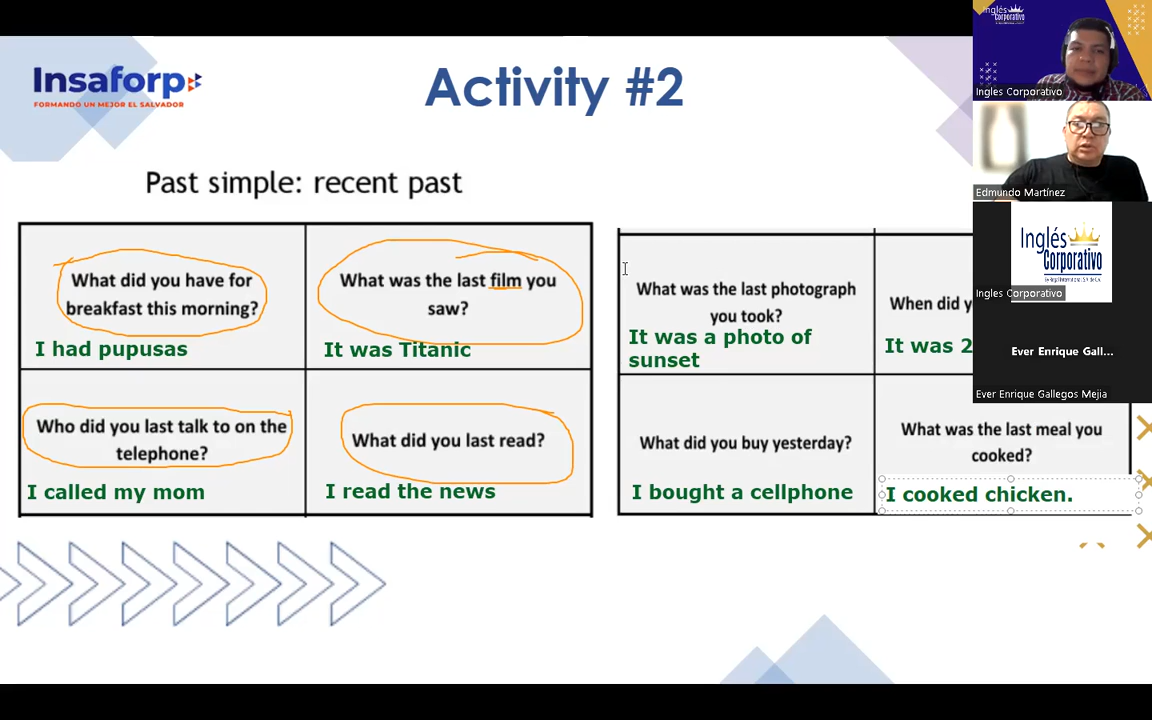 Insaforp
FORMANDO UN MEJOR EL SALVADOR
Activity #2
Past simple: recent past
What did you have for
breakfast this morning?
I had pupusas
What was the last film you
saw?
It was Titanic
Who did you last talk to on the
telephone?
I called my mom
What did you last read?
I read the news
What was the last photograph
you took?
It was a photo of
sunset
When did y
It was 2
What did you buy yesterday?
I bought a cellphone
What was the last meal you
cooked?
I cooked chicken.
Inglés
Corporativo
Ingles Corporativo
Edmundo Martínez
Inglés
Corporativo
Ingles Corporativo
Ever Enrique Gall...
Ever Enrique Gallegos Mejia